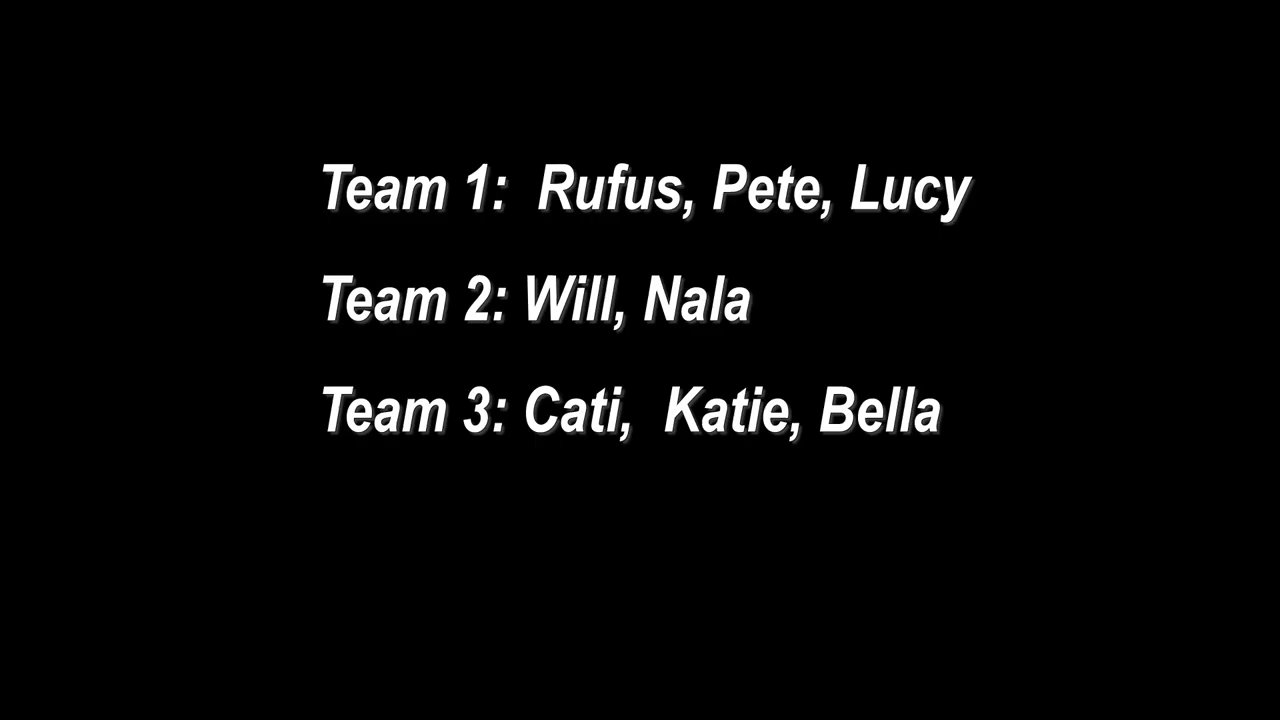 Team 1:  Rufus, Pete, Lucy
Team 2: Will, Nala
Team 3: Cati,  Katie, Bella